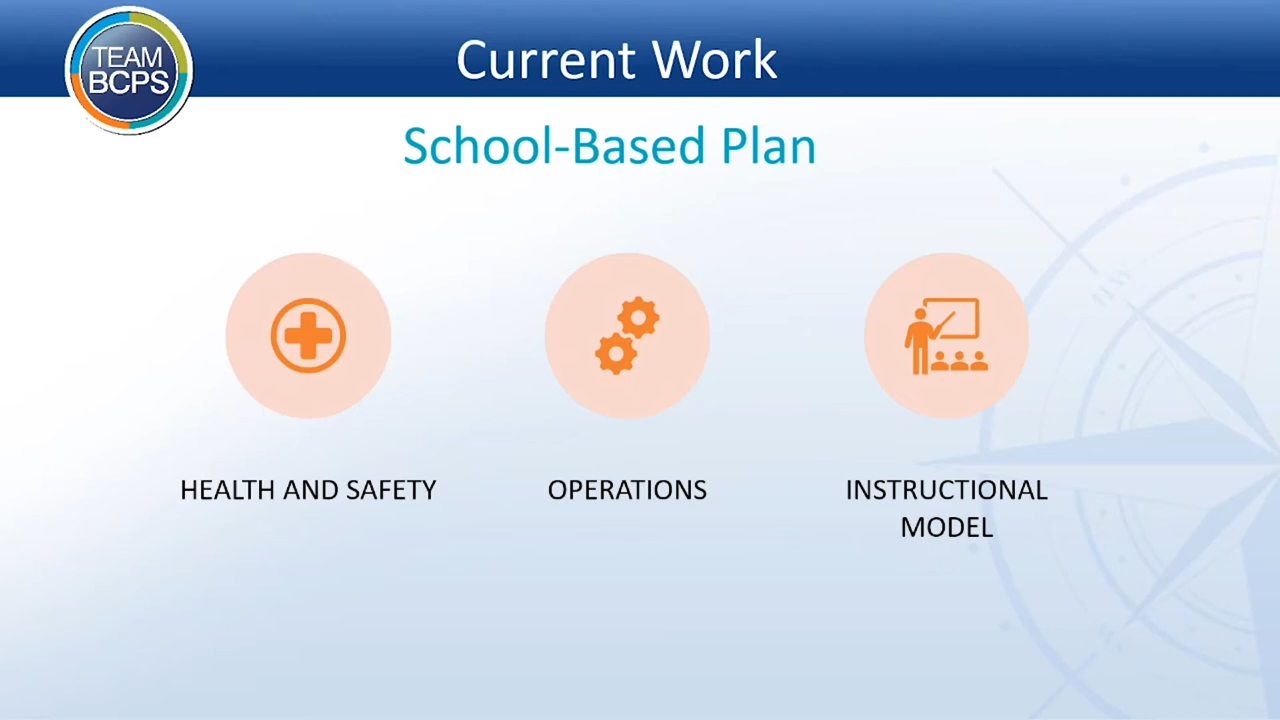 TEAM
BCPS
Current Work
School-Based Plan
HEALTH AND SAFETY
OPERATIONS
INSTRUCTIONAL
MODEL